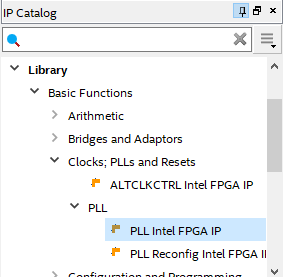 IP Catalog
Library
Basic Functions
Arithmetic
Bridges and Adaptors
Clocks; PLLs and Resets
ALTCLKCTRL Intel FPGA IP
PLL
PLL Intel FPGA IP
PLL Reconfig Intel FPGA
Configuration and Programming